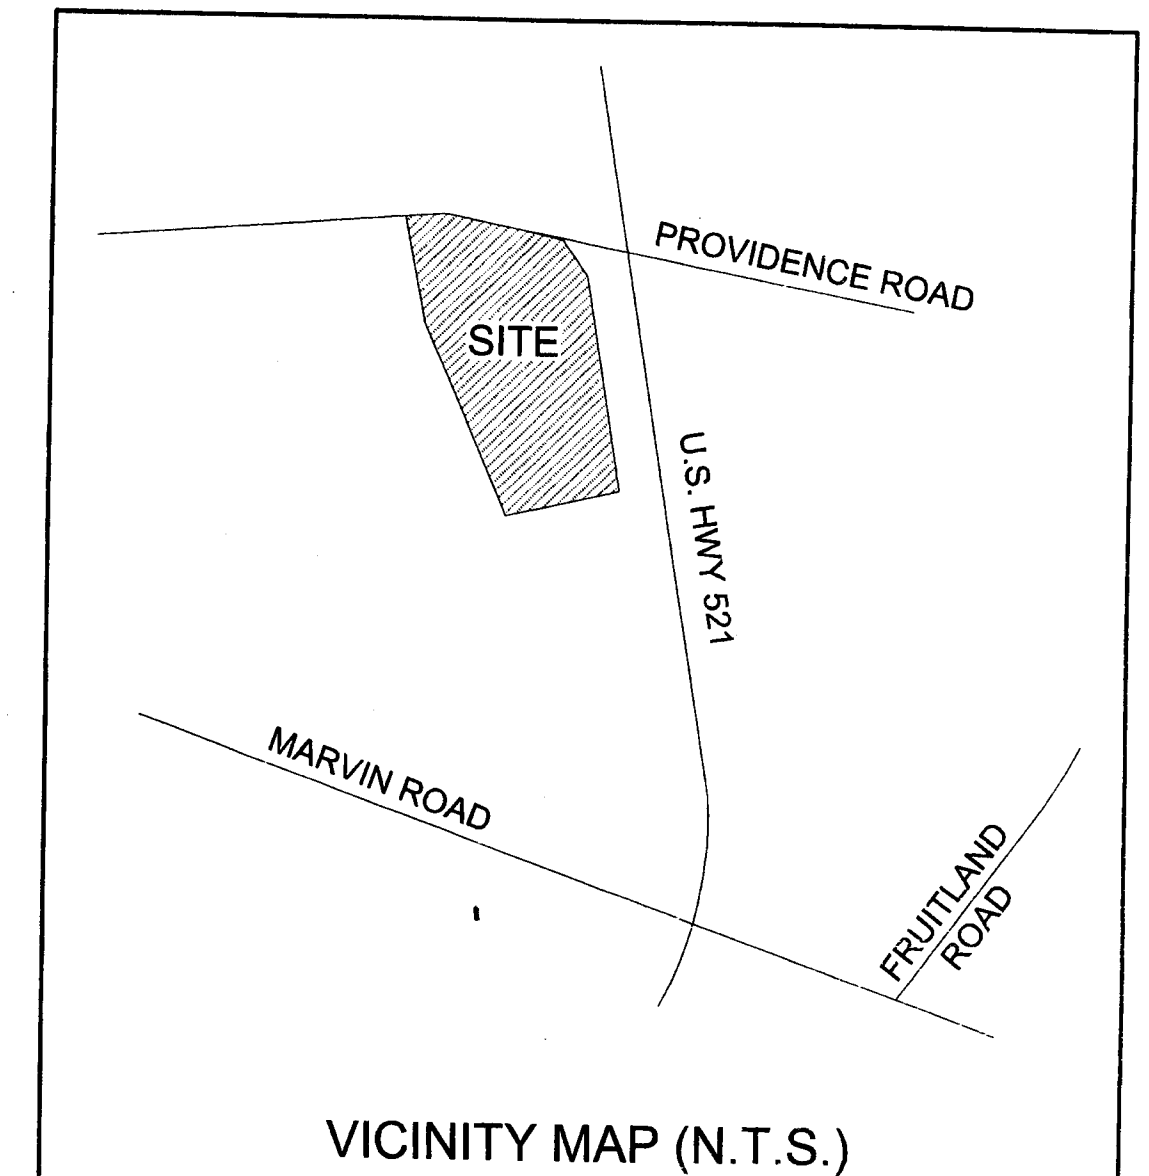 PROVIDENCE ROAD
SITE
U.S. HWY 521
MARVIN ROAD
FRUITLAND
ROAD
VICINITY MAP (N.T.S.)